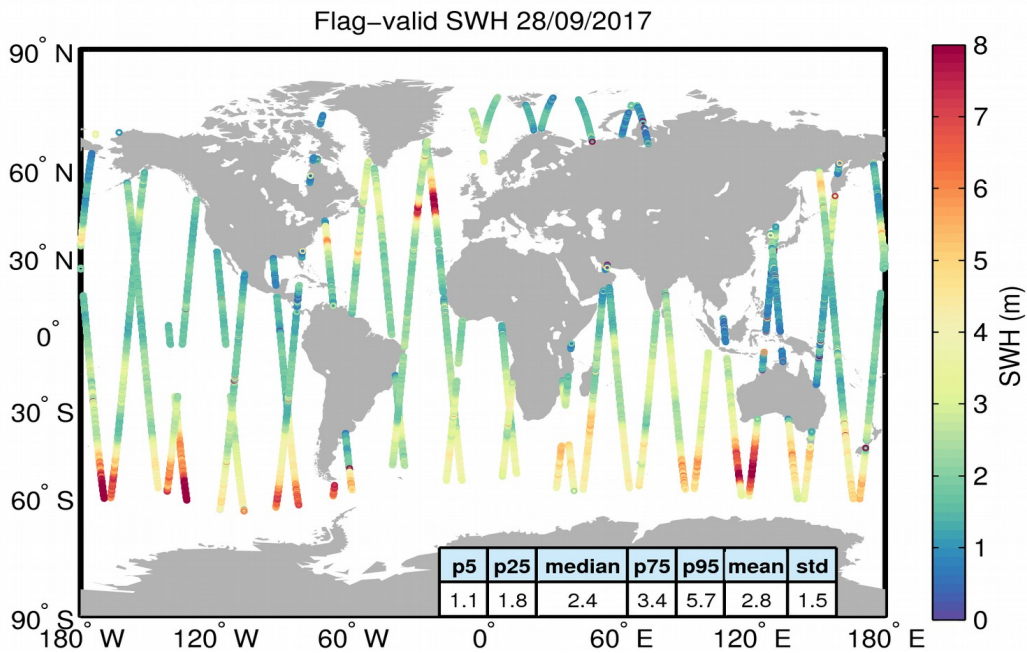 Flag−valid SWH 28/09/2017
90° N
60° N
30° N
0°
30° S
60° S
90° S
180° W
120° W
60° W
0°
60° E
120° E
180° E
8
7
6
5
4
3
2
1
0
SWH (m)
p5 p25 median p75 p95 mean std
1.1 1.8 2.4 3.4 5.7 2.8 1.5